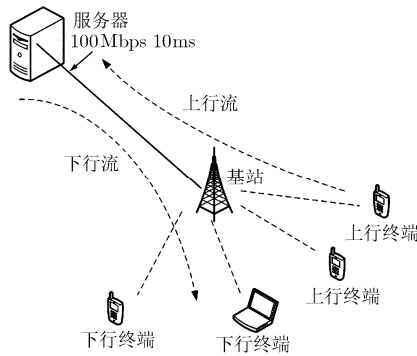 服务器
100Mbps 10ms
上行流
下行流
基站
上行终端
上行终端
下行终端
下行终端